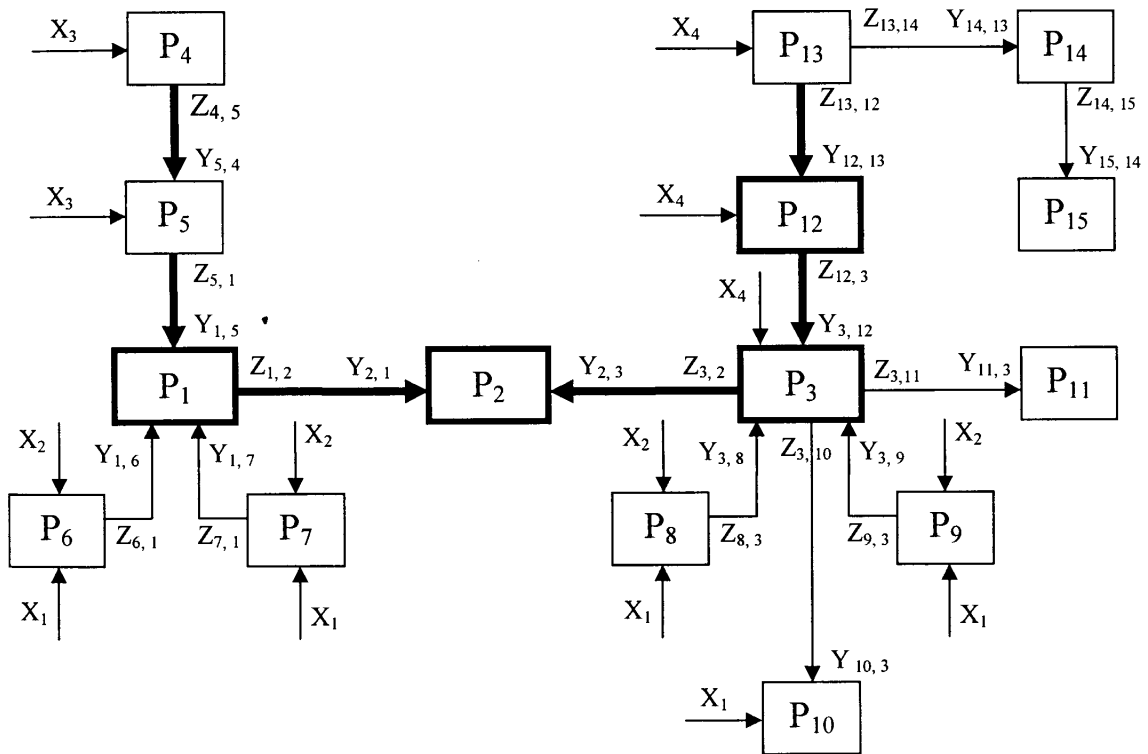 X3 P4 X4 P13 Z13,14 Y14,13 P14
Z4,5 Z13,12 Z14,15
Y5,4 Y12,13 Y15,14
X3 P5 X4 P12 P15
Z5,1 Z12,3
X4
Y1,5 Y3,12
P1 Z1,2 Y2,1 P2 Y2,3 Z3,2 P3 Z3,11 Y11,3 P11
X2 Y1,6 Y1,7 X2 X2 Y3,8 Z3,10 Y3,9 X2
P6 Z6,1 Z7,1 P7 P8 Z8,3 Z9,3 P9
X1 X1 X1 X1
Y10,3
X1 P10